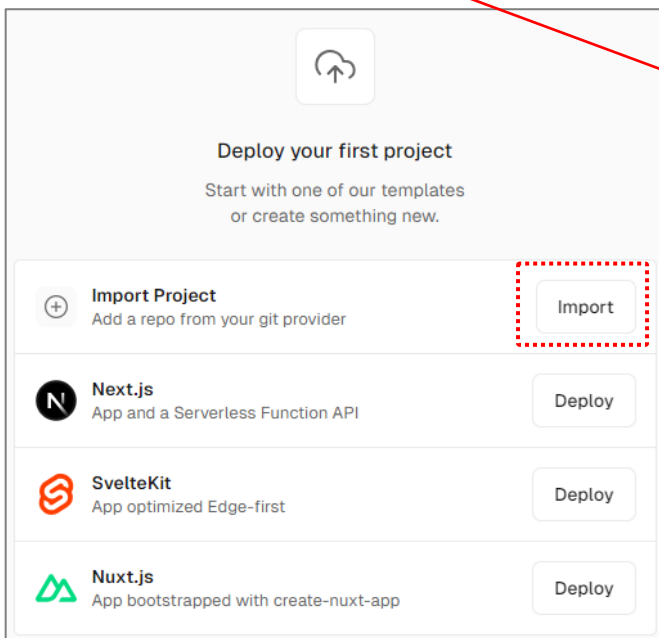 Deploy your first project
Start with one of our templates
or create something new.
Import Project
Add a repo from your git provider
Import
N
Next.js
App and a Serverless Function API
Deploy
SvelteKit
App optimized Edge-first
Deploy
Nuxt.js
App bootstrapped with create-nuxt-app
Deploy